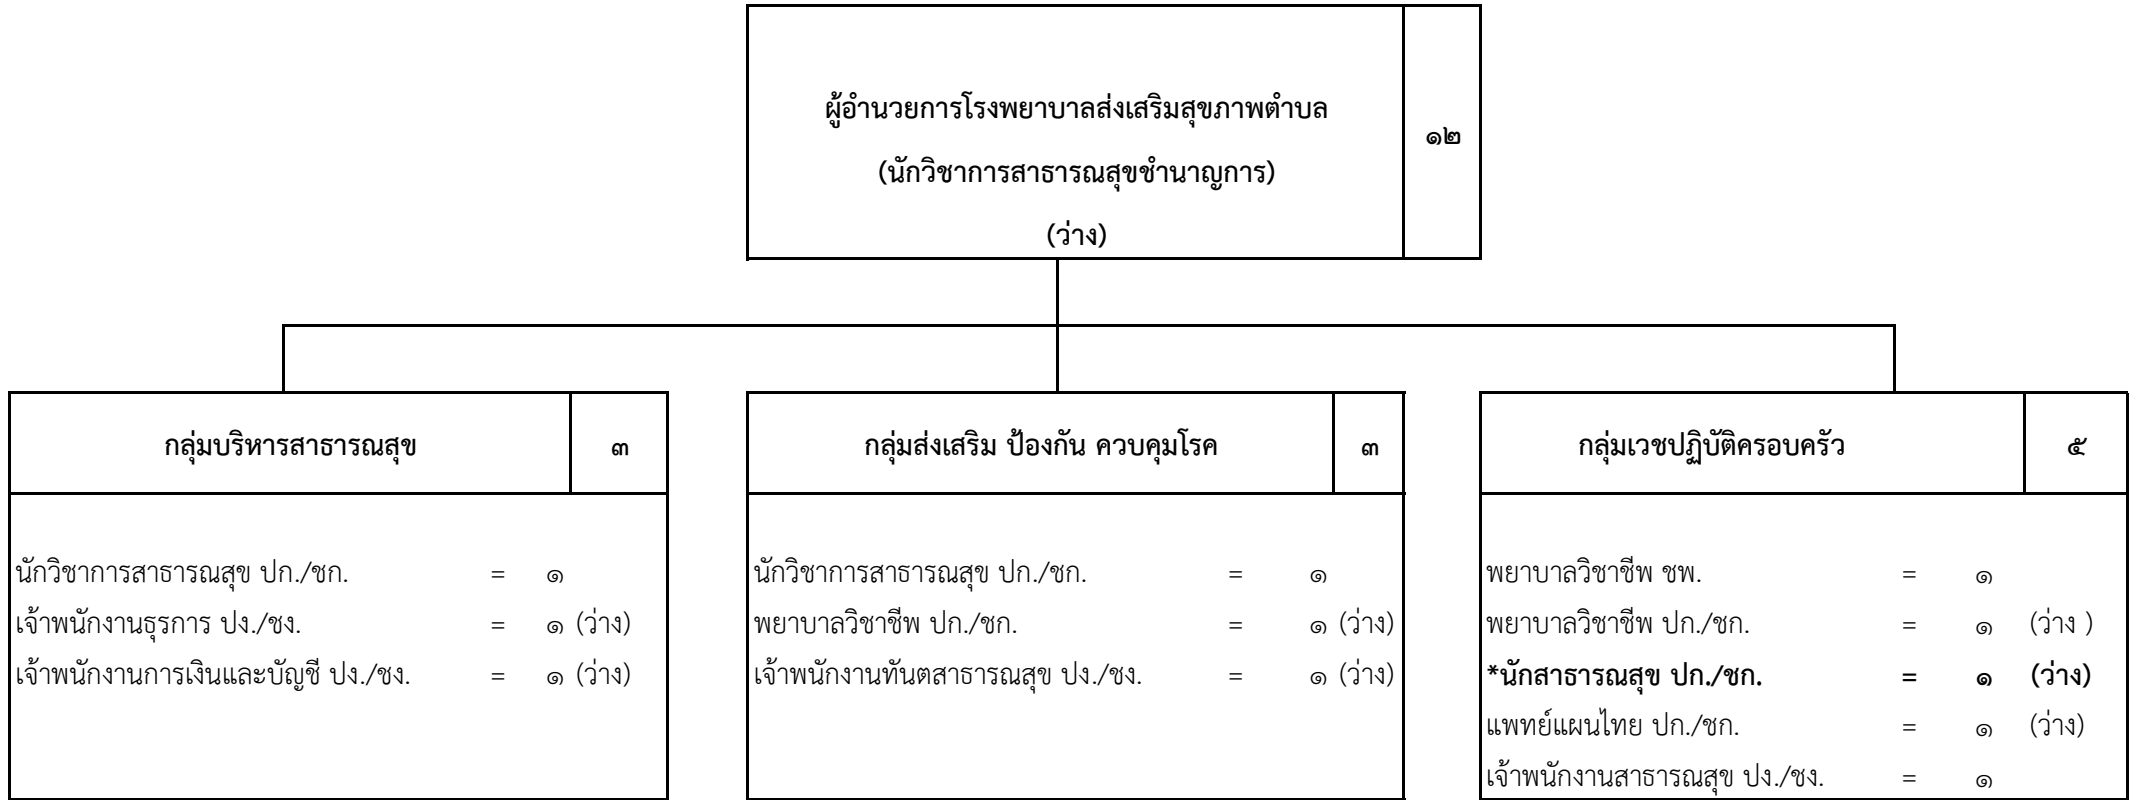 ผู้อำนวยการโรงพยาบาลส่งเสริมสุขภาพตำบล
(นักวิชาการสาธารณสุขชำนาญการ)
(ว่าง)
๑๒
กลุ่มบริหารสาธารณสุข ๓
นักวิชาการสาธารณสุข ปก./ชก. = ๑
เจ้าพนักงานธุรการ ปง./ชง. = ๑ (ว่าง)
เจ้าพนักงานการเงินและบัญชี ปง./ชง. = ๑ (ว่าง)
กลุ่มส่งเสริม ป้องกัน ควบคุมโรค ๓
นักวิชาการสาธารณสุข ปก./ชก. = ๑
พยาบาลวิชาชีพ ปก./ชก. = ๑ (ว่าง)
เจ้าพนักงานทันตสาธารณสุข ปง./ชง. = ๑ (ว่าง)
กลุ่มเวชปฏิบัติครอบครัว ๕
พยาบาลวิชาชีพ ชพ. = ๑
พยาบาลวิชาชีพ ปก./ชก. = ๑ (ว่าง )
*นักสาธารณสุข ปก./ชก. = ๑ (ว่าง)
แพทย์แผนไทย ปก./ชก. = ๑ (ว่าง)
เจ้าพนักงานสาธารณสุข ปง./ชง. = ๑